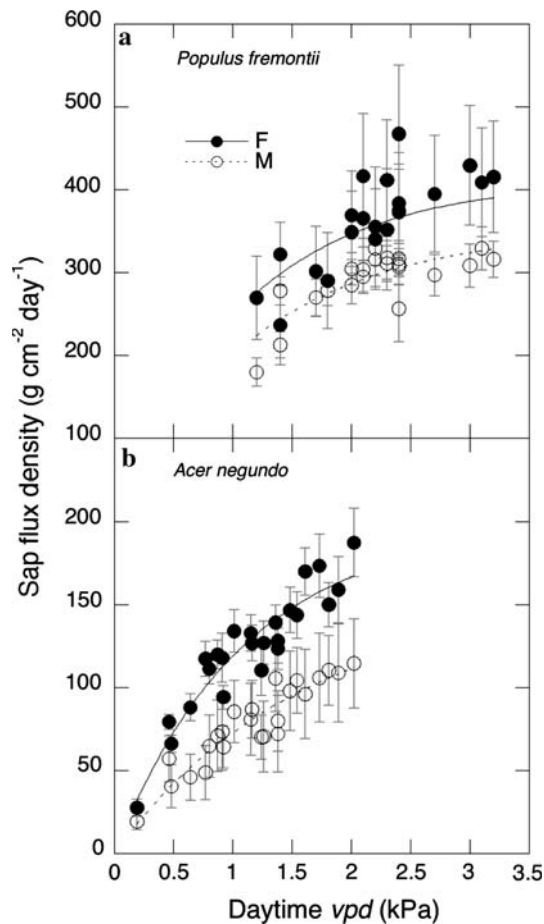 600
a
Populus fremontii
500
F
M
400
300
200
100
b
Acer negundo
200
150
100
50
0
0 0.5 1 1.5 2 2.5 3 3.5
Daytime vpd (kPa)
Sap flux density (g cm⁻² day⁻¹)